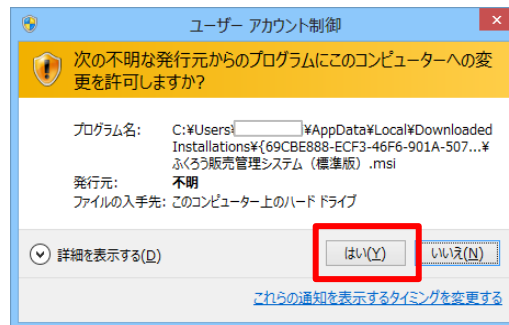 ユーザー アカウント制御
次の不明な発行元からのプログラムにこのコンピューターへの変
更を許可しますか?
プログラム名: C:¥Users¥ ¥AppData¥Local¥Downloaded
Installations¥{69CBE888-ECF3-46F6-901A-507...¥
ふくろう販売管理システム（標準版）.msi
発行元: 不明
ファイルの入手先: このコンピューター上のハード ドライブ
詳細を表示する(D) はい(Y) いいえ(N)
これらの通知を表示するタイミングを変更する